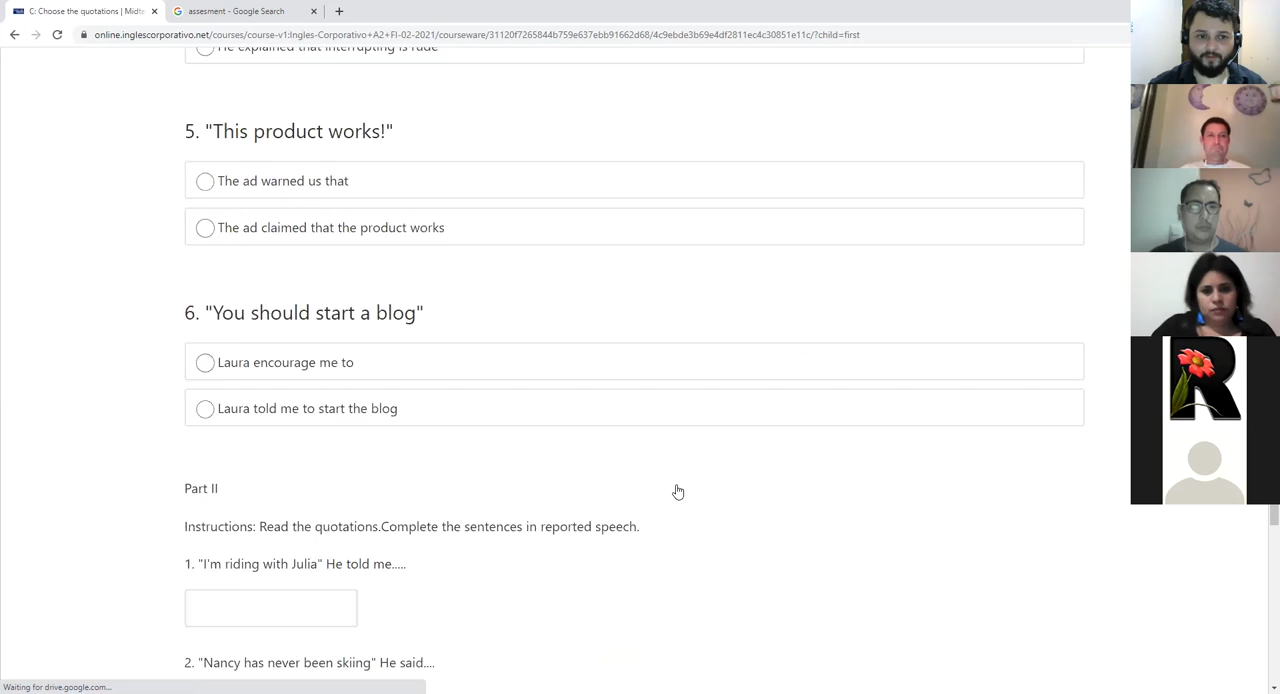 C: Choose the quotations | Midte
assesment - Google Search
online.inglescorporativo.net/courses/course-v1:Ingles-Corporativo+A2+FI-02-2021/courseware/31120f7265844b759e637ebb91662d68/4c9ebde3b69e4df2811ec4c30851e11c/?child=first
He explained that interrupting is rude
5. "This product works!"
The ad warned us that
The ad claimed that the product works
6. "You should start a blog"
Laura encourage me to
Laura told me to start the blog
Part II
Instructions: Read the quotations.Complete the sentences in reported speech.
1. "I'm riding with Julia" He told me.....
2. "Nancy has never been skiing" He said....
Waiting for drive.google.com...
R